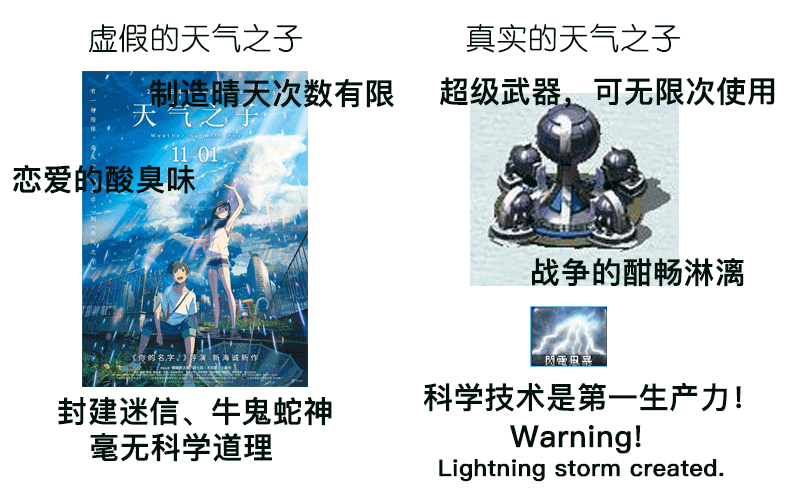 虚假的天气之子
真实的天气之子
制造晴天次数有限
天气之子
Weathering With You
11-01
恋爱的酸臭味
《你的名字。》导演 新海诚新作
封建迷信、牛鬼蛇神
毫无科学道理
超级武器，可无限次使用
战争的酣畅淋漓
閃電風暴
科学技术是第一生产力！
Warning!
Lightning storm created.